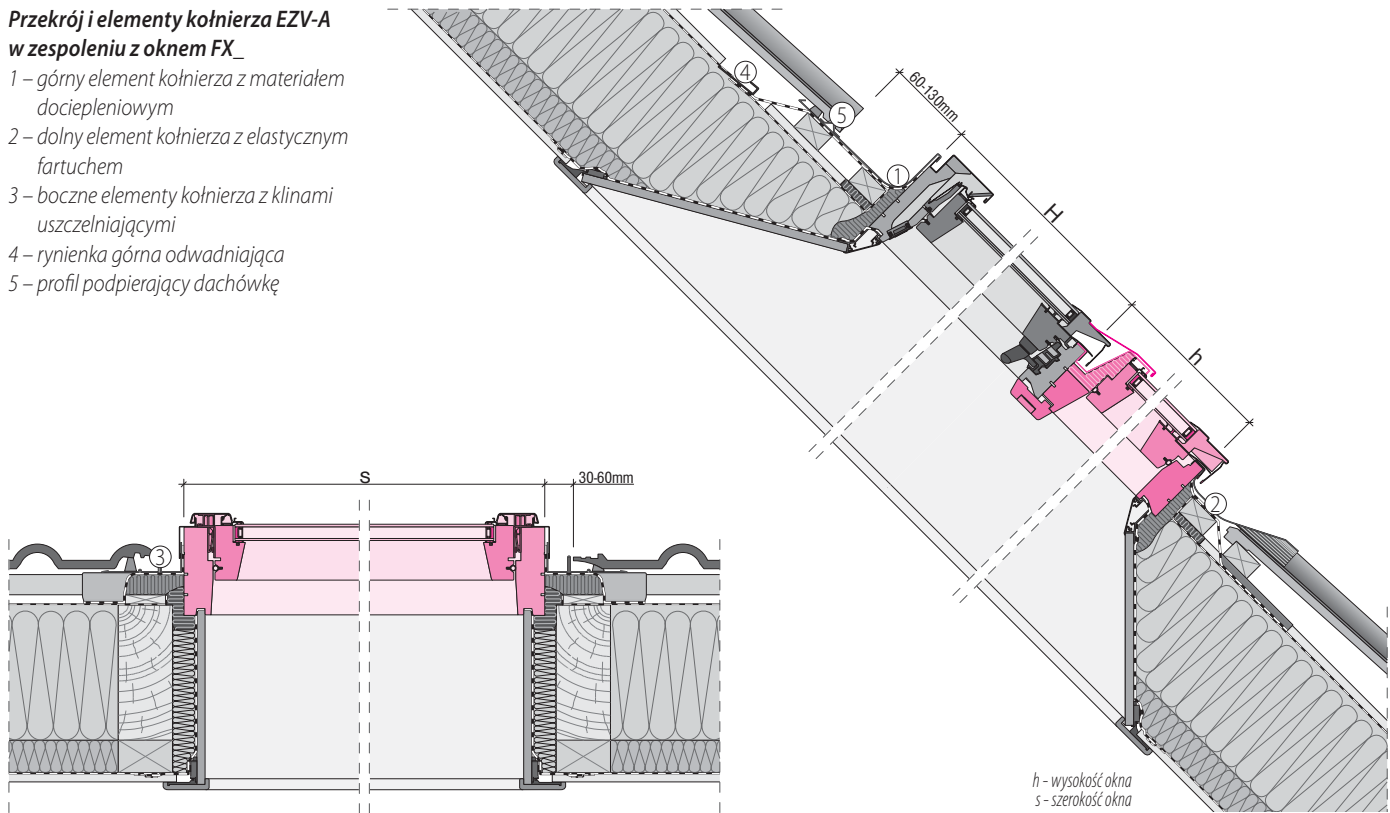 Przekrój i elementy kołnierza EZV-A
w zespoleniu z oknem FX_
1 – górny element kołnierza z materiałem
dociepleniowym
2 – dolny element kołnierza z elastycznym
fartuchem
3 – boczne elementy kołnierza z klinami
uszczelniającymi
4 – rynienka górna odwadniająca
5 – profil podpierający dachówkę
4
5
60-130mm
1
H
h
2
s
30-60mm
3
h - wysokość okna
s - szerokość okna